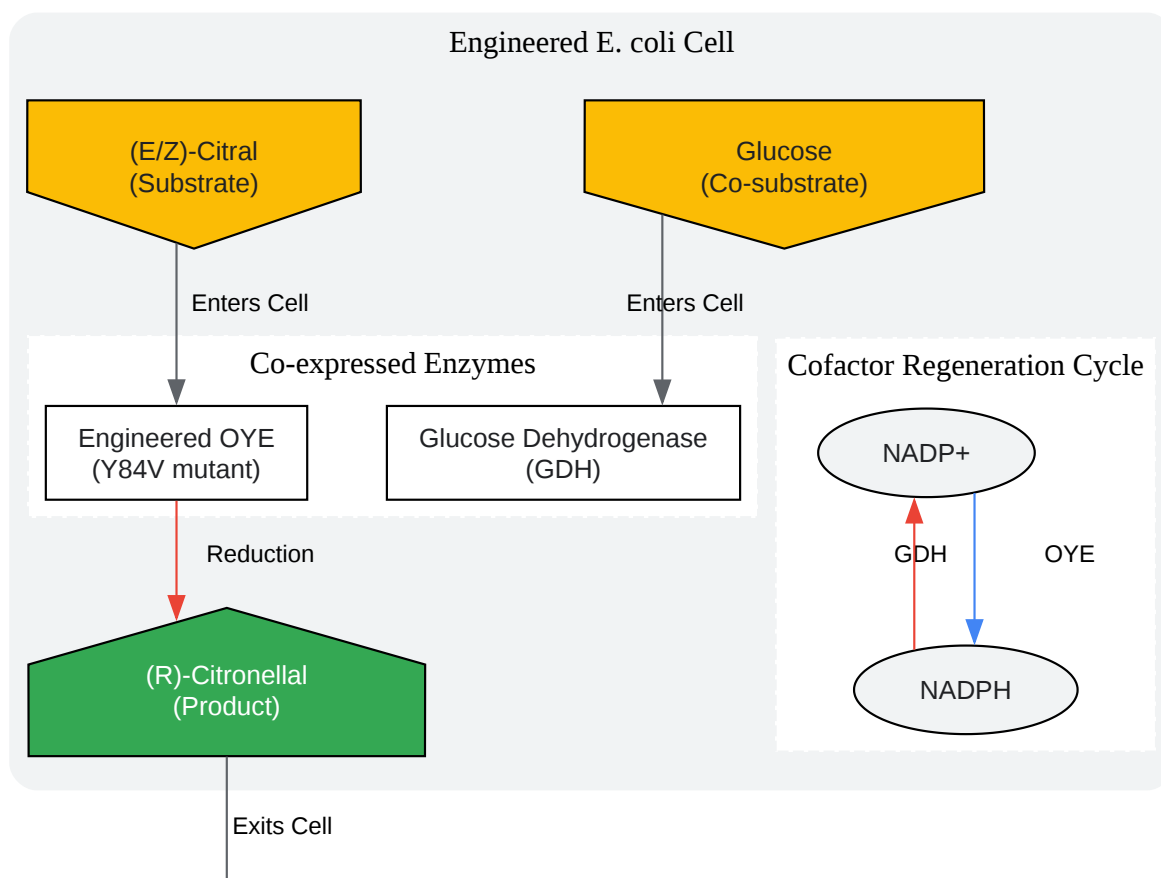 Engineered E. coli Cell
(E/Z)-Citral
(Substrate)
Glucose
(Co-substrate)
Enters Cell
Enters Cell
Co-expressed Enzymes
Engineered OYE
(Y84V mutant)
Glucose Dehydrogenase
(GDH)
Cofactor Regeneration Cycle
NADP+
GDH
OYE
NADPH
Reduction
(R)-Citronellal
(Product)
Exits Cell